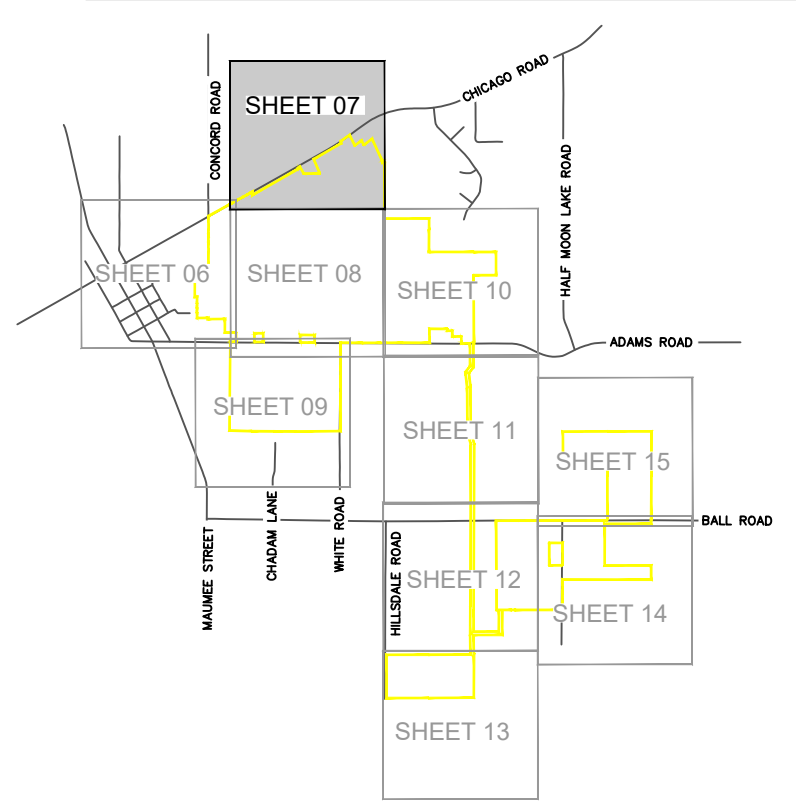 CHICAGO ROAD
SHEET 07
CONCORD ROAD
HALF MOON LAKE ROAD
SHEET 06
SHEET 08
SHEET 10
ADAMS ROAD
SHEET 09
SHEET 11
SHEET 15
BALL ROAD
MAUMEE STREET
CHADAM LANE
WHITE ROAD
HILLSDALE ROAD
SHEET 12
SHEET 14
SHEET 13